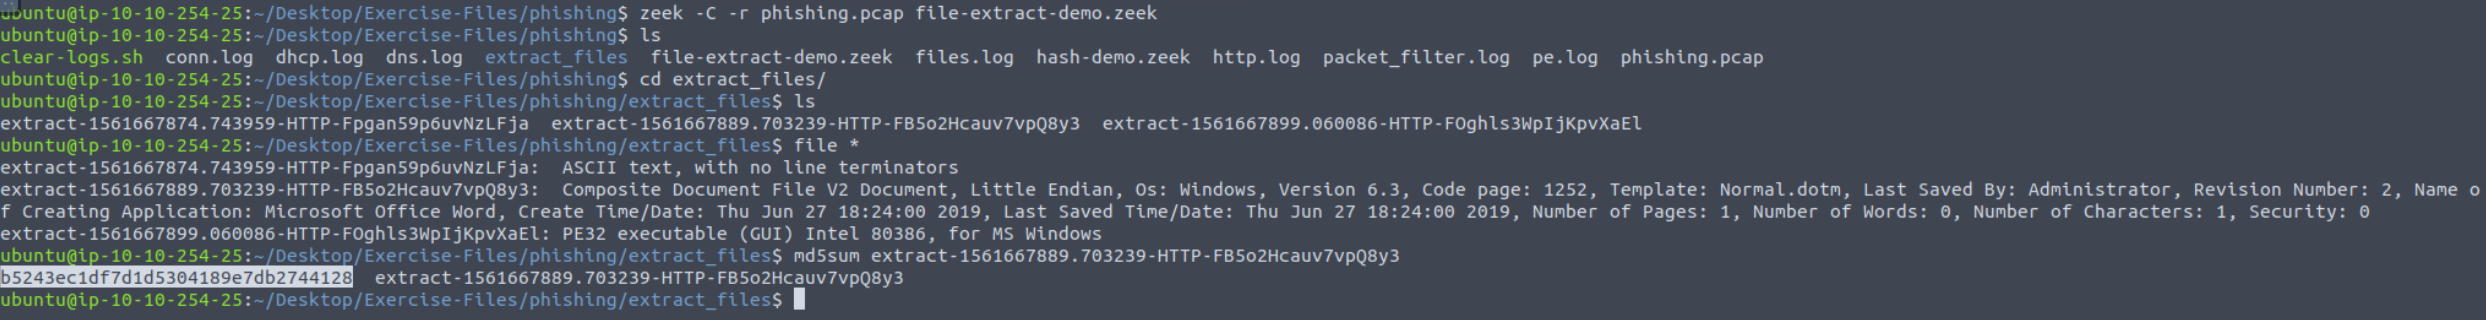 ubuntu@ip-10-10-254-25:~/Desktop/Exercise-Files/phishing$ zeek -C -r phishing.pcap file-extract-demo.zeek
ubuntu@ip-10-10-254-25:~/Desktop/Exercise-Files/phishing$ ls
clear-logs.sh  conn.log  dhcp.log  dns.log  extract_files  file-extract-demo.zeek  files.log  hash-demo.zeek  http.log  packet_filter.log  pe.log  phishing.pcap
ubuntu@ip-10-10-254-25:~/Desktop/Exercise-Files/phishing$ cd extract_files/
ubuntu@ip-10-10-254-25:~/Desktop/Exercise-Files/phishing/extract_files$ ls
extract-1561667874.743959-HTTP-Fpgan59p6uvNzLFja  extract-1561667889.703239-HTTP-FB5o2Hcauv7vpQ8y3  extract-1561667899.060086-HTTP-FOghls3WpIjKpvXaEl
ubuntu@ip-10-10-254-25:~/Desktop/Exercise-Files/phishing/extract_files$ file *
extract-1561667874.743959-HTTP-Fpgan59p6uvNzLFja:  ASCII text, with no line terminators
extract-1561667889.703239-HTTP-FB5o2Hcauv7vpQ8y3:  Composite Document File V2 Document, Little Endian, Os: Windows, Version 6.3, Code page: 1252, Template: Normal.dotm, Last Saved By: Administrator, Revision Number: 2, Name o
f Creating Application: Microsoft Office Word, Create Time/Date: Thu Jun 27 18:24:00 2019, Last Saved Time/Date: Thu Jun 27 18:24:00 2019, Number of Pages: 1, Number of Words: 0, Number of Characters: 1, Security: 0
extract-1561667899.060086-HTTP-FOghls3WpIjKpvXaEl: PE32 executable (GUI) Intel 80386, for MS Windows
ubuntu@ip-10-10-254-25:~/Desktop/Exercise-Files/phishing/extract_files$ md5sum extract-1561667889.703239-HTTP-FB5o2Hcauv7vpQ8y3
b5243ec1df7d1d5304189e7db2744128  extract-1561667889.703239-HTTP-FB5o2Hcauv7vpQ8y3
ubuntu@ip-10-10-254-25:~/Desktop/Exercise-Files/phishing/extract_files$